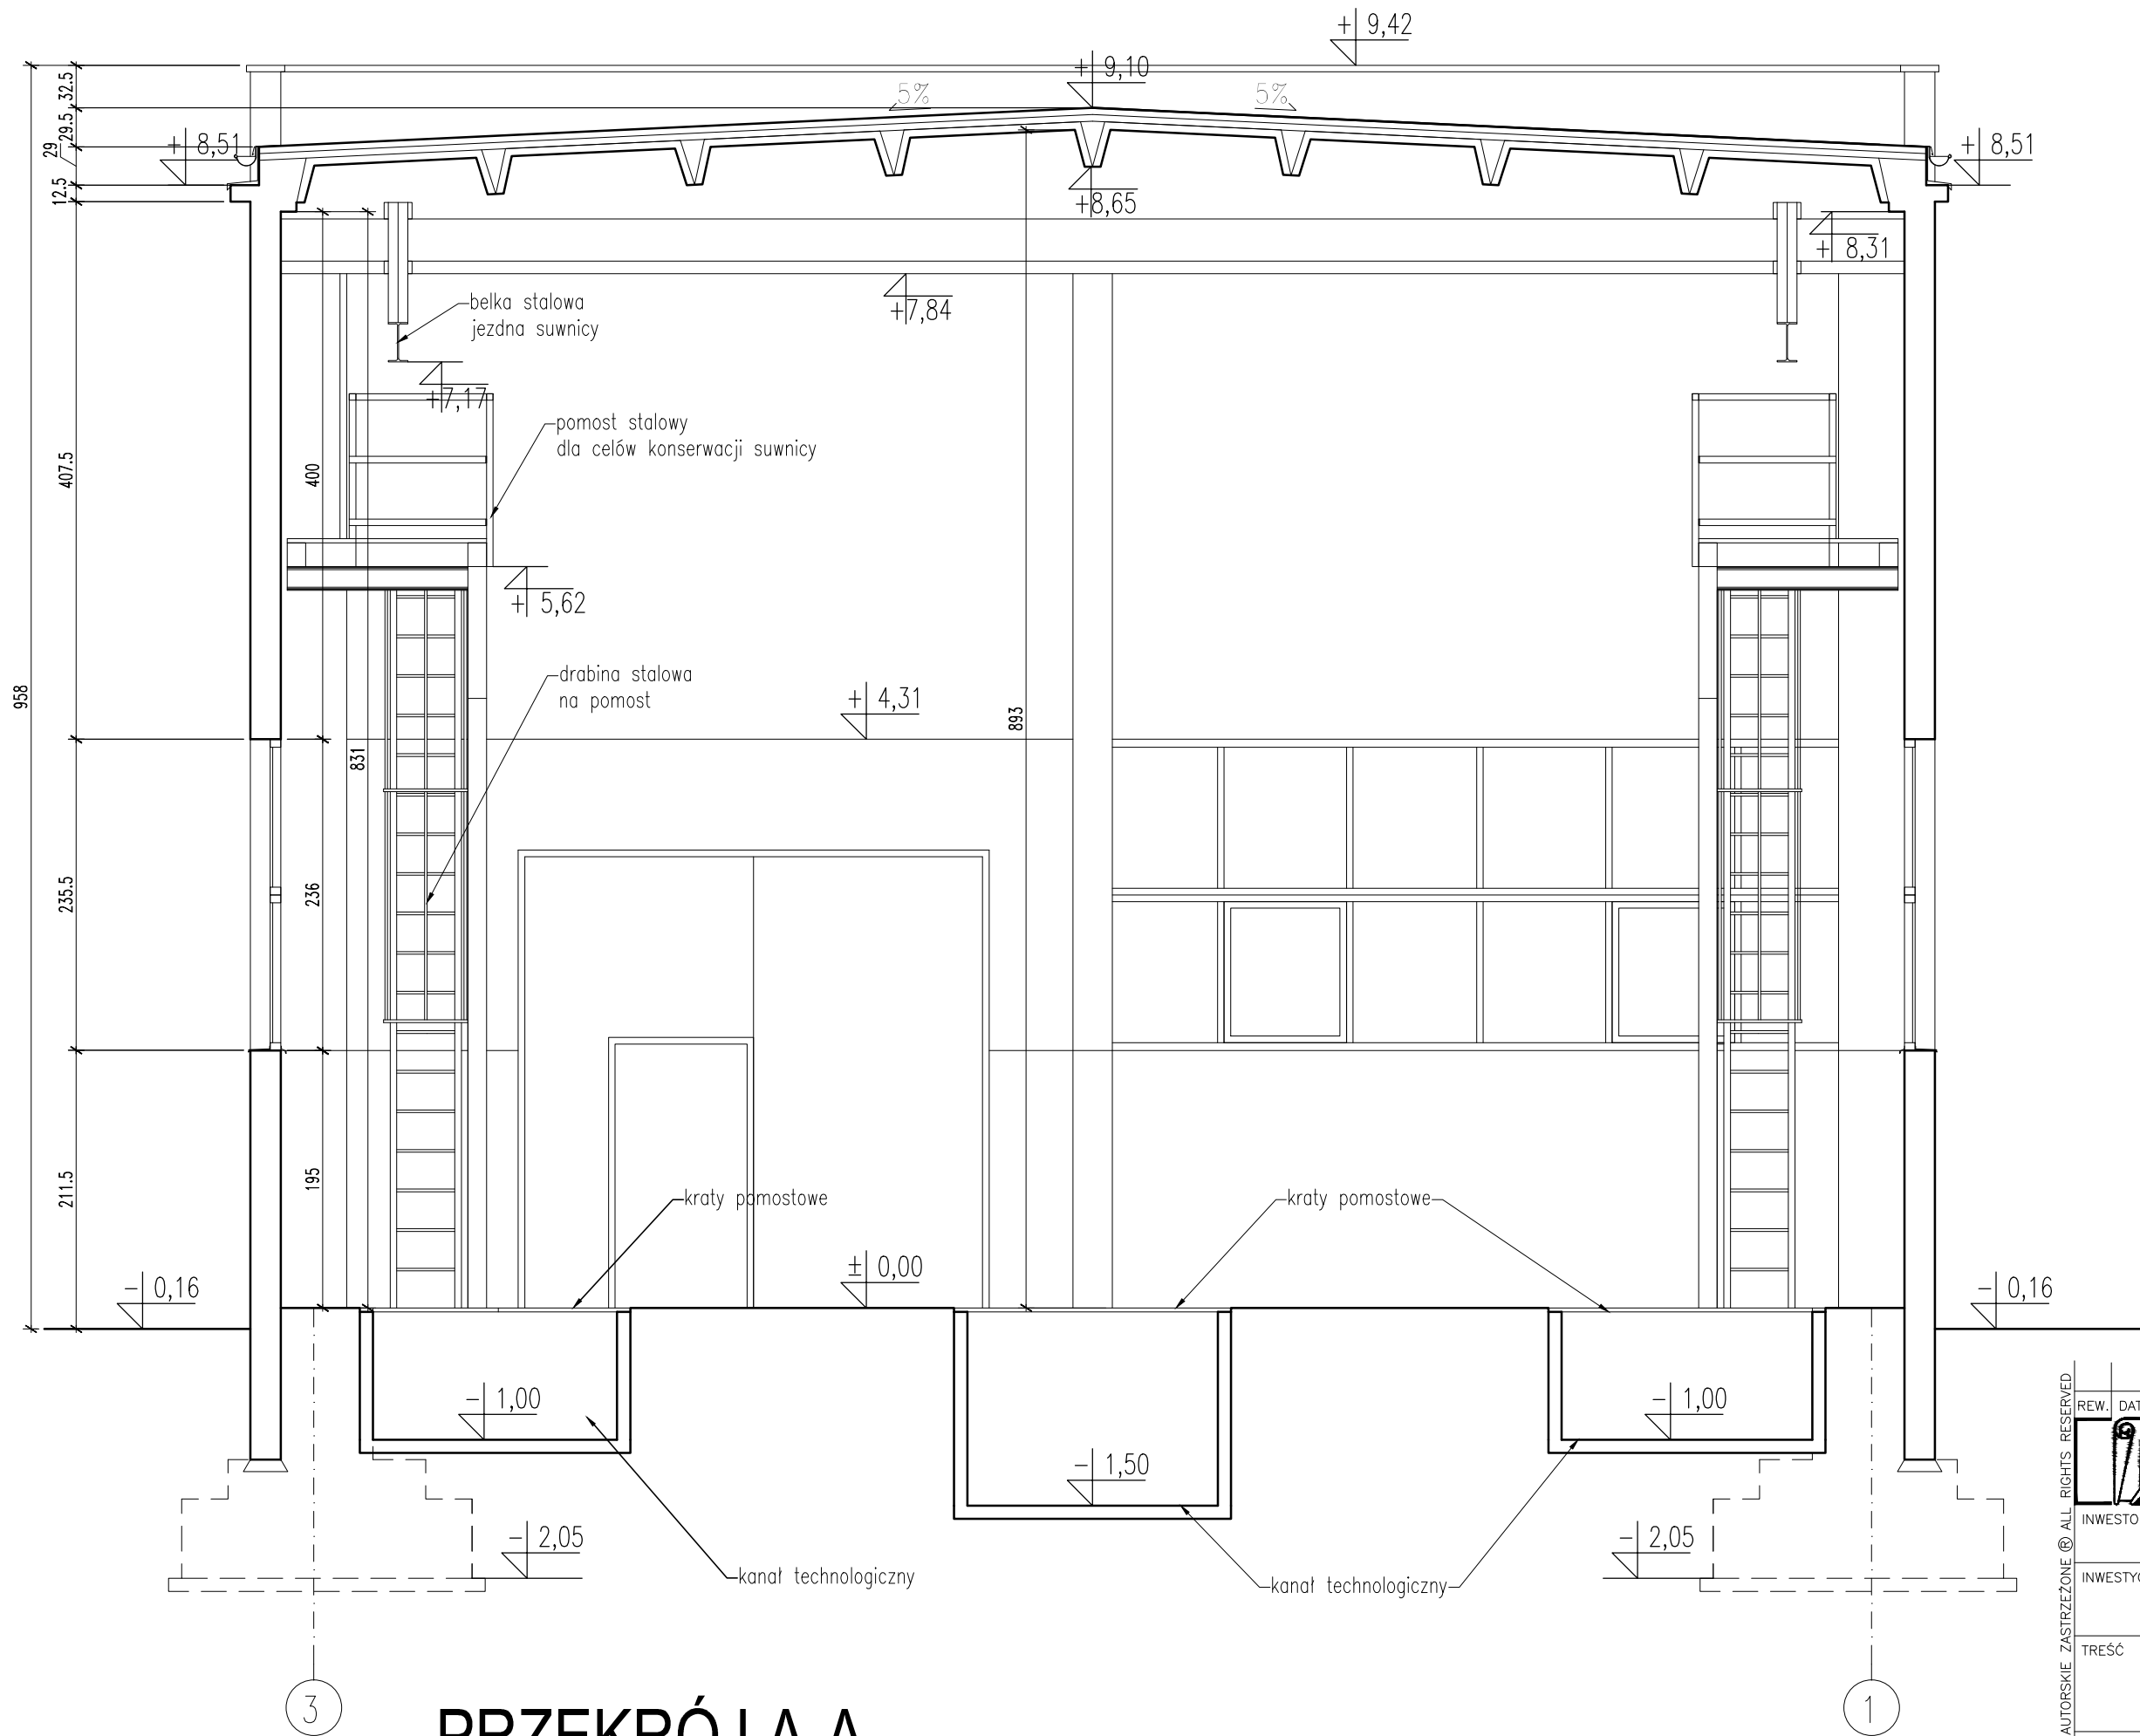 + 9,42
+ 9,10
5%
5%
32.5
29.5
29
12.5
+ 8,51
+ 8,51
+8,65
+ 8,31
+7,84
belka stalowa
jezdna suwnicy
+7,17
pomost stalowy
dla celów konserwacji suwnicy
407.5
400
+ 5,62
drabina stalowa
na pomost
958
+ 4,31
893
831
235.5
236
211.5
195
kraty pomostowe
kraty pomostowe
± 0,00
- 0,16
- 0,16
- 1,00
- 1,00
- 1,50
- 2,05
- 2,05
kanał technologiczny
kanał technologiczny
3
1
AUTORSKIE ZASTRZEŻONE ® ALL RIGHTS RESERVED
REW. DAT
INWESTO
INWESTYC
TREŚĆ
PRZEKRÓJ A-A